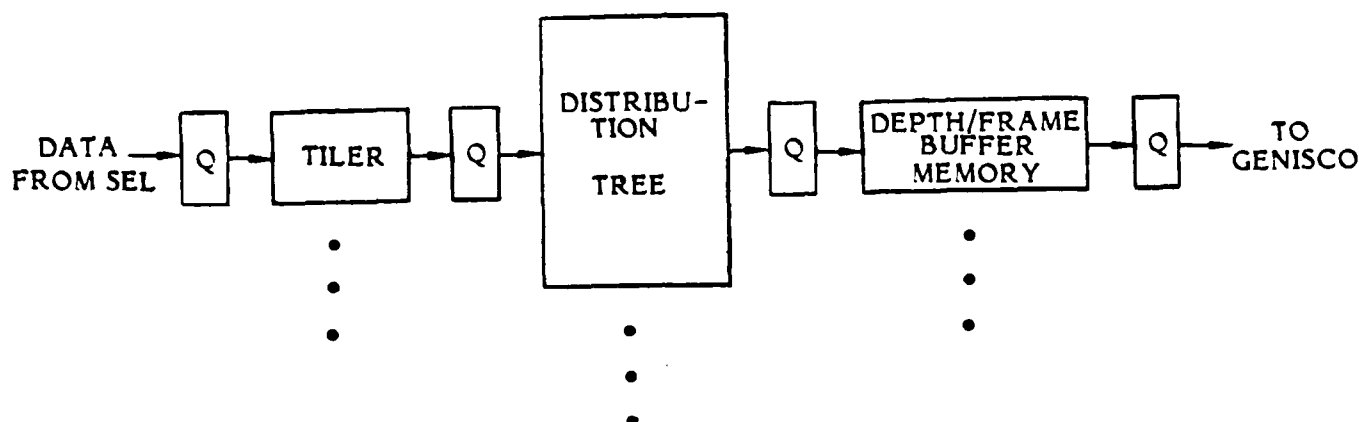 DATA
FROM SEL
Q
TILER
Q
DISTRIBU-
TION
TREE
Q
DEPTH/FRAME
BUFFER
MEMORY
Q
TO
GENISCO